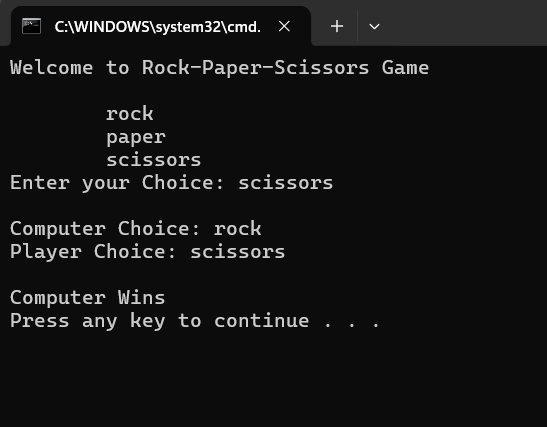 C:\WINDOWS\system32\cmd.
Welcome to Rock-Paper-Scissors Game
rock
paper
scissors
Enter your Choice: scissors
Computer Choice: rock
Player Choice: scissors
Computer Wins
Press any key to continue . . .